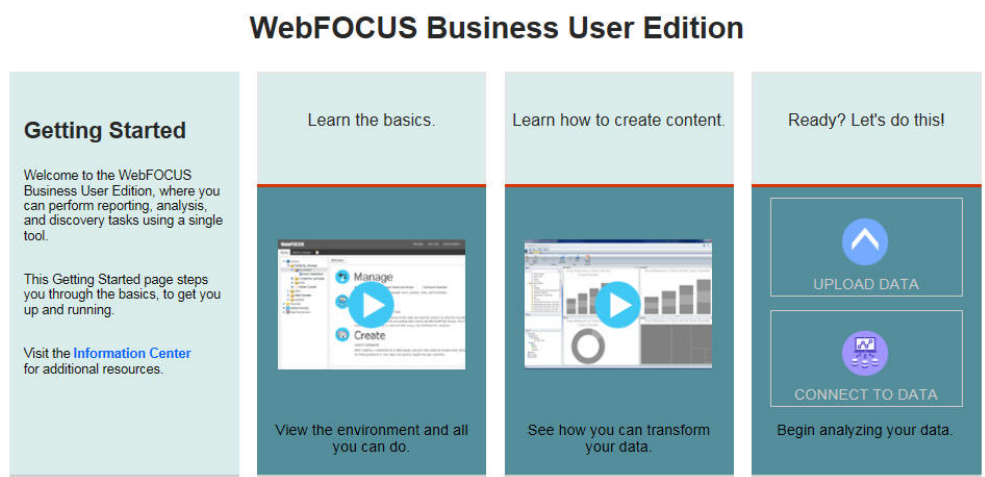 WebFOCUS Business User Edition
Getting Started
Welcome to the WebFOCUS
Business User Edition, where you
can perform reporting, analysis,
and discovery tasks using a single
tool.
This Getting Started page steps
you through the basics, to get you
up and running.
Visit the Information Center
for additional resources.
Learn the basics.
WebFOCUS
Manage
Create
View the environment and all
you can do.
Learn how to create content.
See how you can transform
your data.
Ready? Let's do this!
UPLOAD DATA
CONNECT TO DATA
Begin analyzing your data.